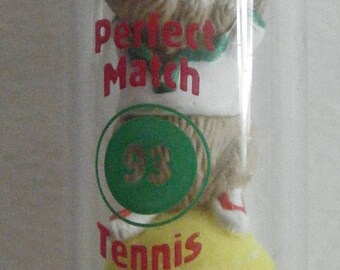 Perfect
Match
93
Tennis